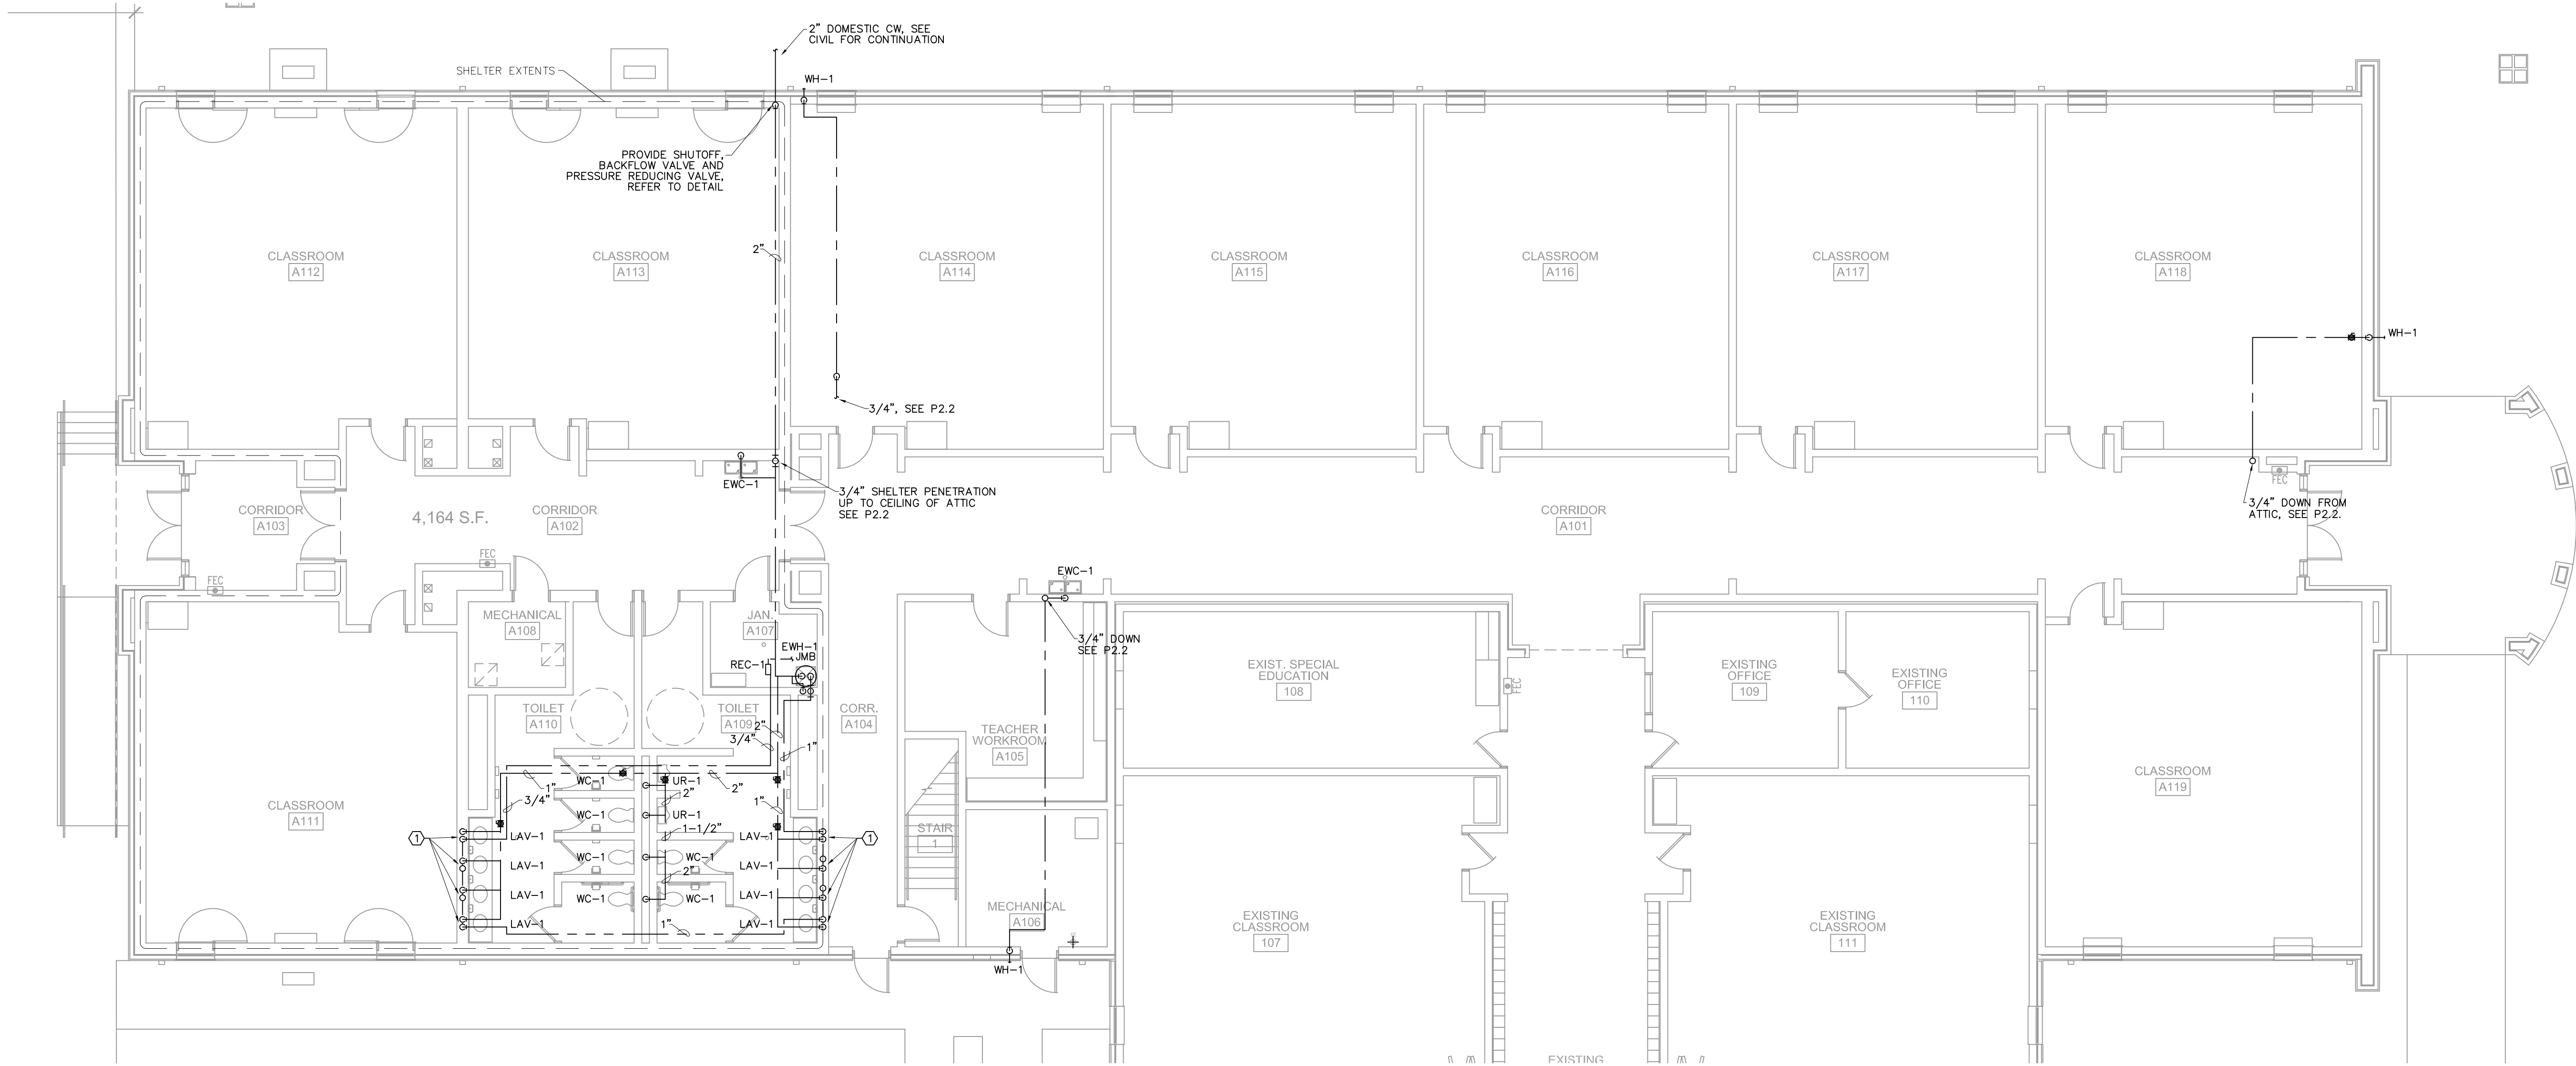 2" DOMESTIC CW, SEE
CIVIL FOR CONTINUATION
SHELTER EXTENTS
WH-1
PROVIDE SHUTOFF,
BACKFLOW VALVE AND
PRESSURE REDUCING VALVE,
REFER TO DETAIL
2"
CLASSROOM
A112
CLASSROOM
A113
CLASSROOM
A114
CLASSROOM
A115
CLASSROOM
A116
CLASSROOM
A117
CLASSROOM
A118
WH-1
3/4", SEE P2.2
EWC-1
3/4" SHELTER PENETRATION
UP TO CEILING OF ATTIC
SEE P2.2
FEC
3/4" DOWN FROM
ATTIC, SEE P2.2.
CORRIDOR
A103
4,164 S.F.
CORRIDOR
A102
CORRIDOR
A101
FEC
FEC
EWC-1
MECHANICAL
A108
JAN.
A107
EWH-1
JMB
REC-1
3/4" DOWN
SEE P2.2
EXIST. SPECIAL
EDUCATION
108
FEC
EXISTING
OFFICE
109
EXISTING
OFFICE
110
TOILET
A110
TOILET
A109
CORR.
A104
TEACHER
WORKROOM
A105
2"
3/4"
1"
CLASSROOM
A119
WC-1
UR-1
1"
2"
2"
3/4"
1"
CLASSROOM
A111
WC-1
UR-1
1-1/2"
STAIR
1
1
LAV-1
LAV-1
1
LAV-1
WC-1
WC-1
LAV-1
2"
LAV-1
WC-1
WC-1
LAV-1
LAV-1
1"
LAV-1
MECHANICAL
A106
WH-1
EXISTING
CLASSROOM
107
EXISTING
CLASSROOM
111
EXISTING